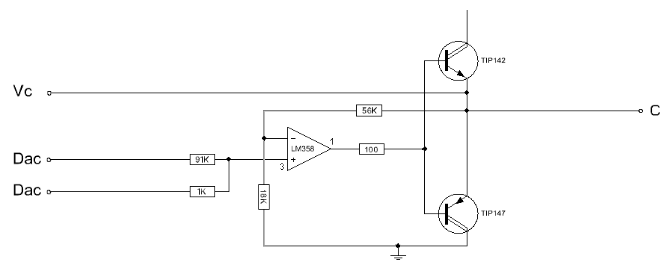 TIP142
Vc
56K
C
LM358
1
100
Dac
91K
3
Dac
1K
18K
TIP147